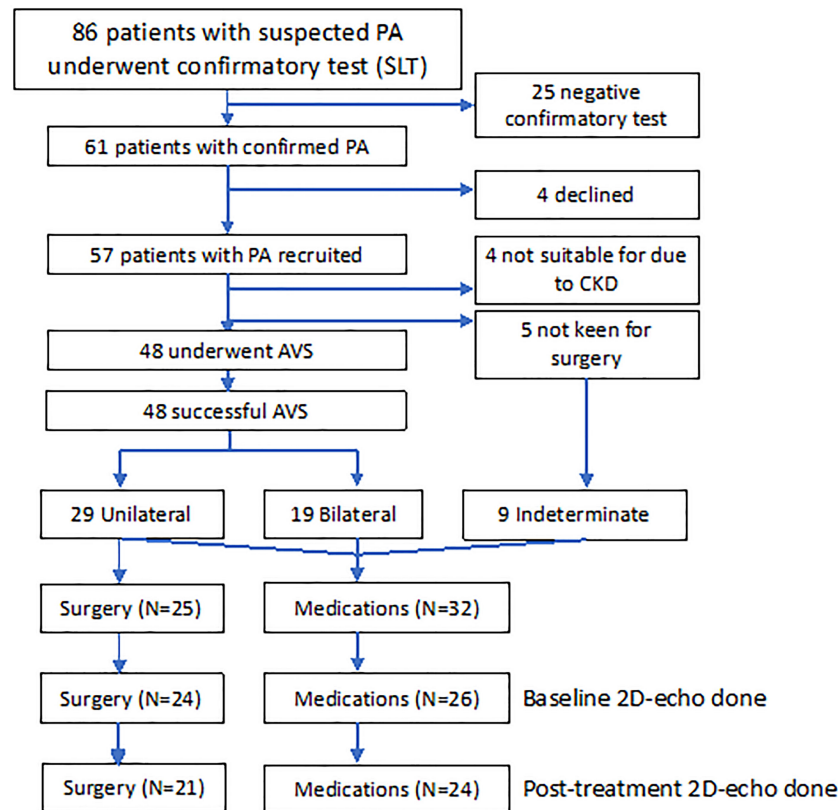 86 patients with suspected PA
underwent confirmatory test (SLT)
25 negative
confirmatory test
61 patients with confirmed PA
4 declined
57 patients with PA recruited
4 not suitable for due
to CKD
5 not keen for
surgery
48 underwent AVS
48 successful AVS
29 Unilateral
19 Bilateral
9 Indeterminate
Surgery (N=25)
Medications (N=32)
Surgery (N=24)
Medications (N=26)
Baseline 2D-echo done
Surgery (N=21)
Medications (N=24)
Post-treatment 2D-echo done